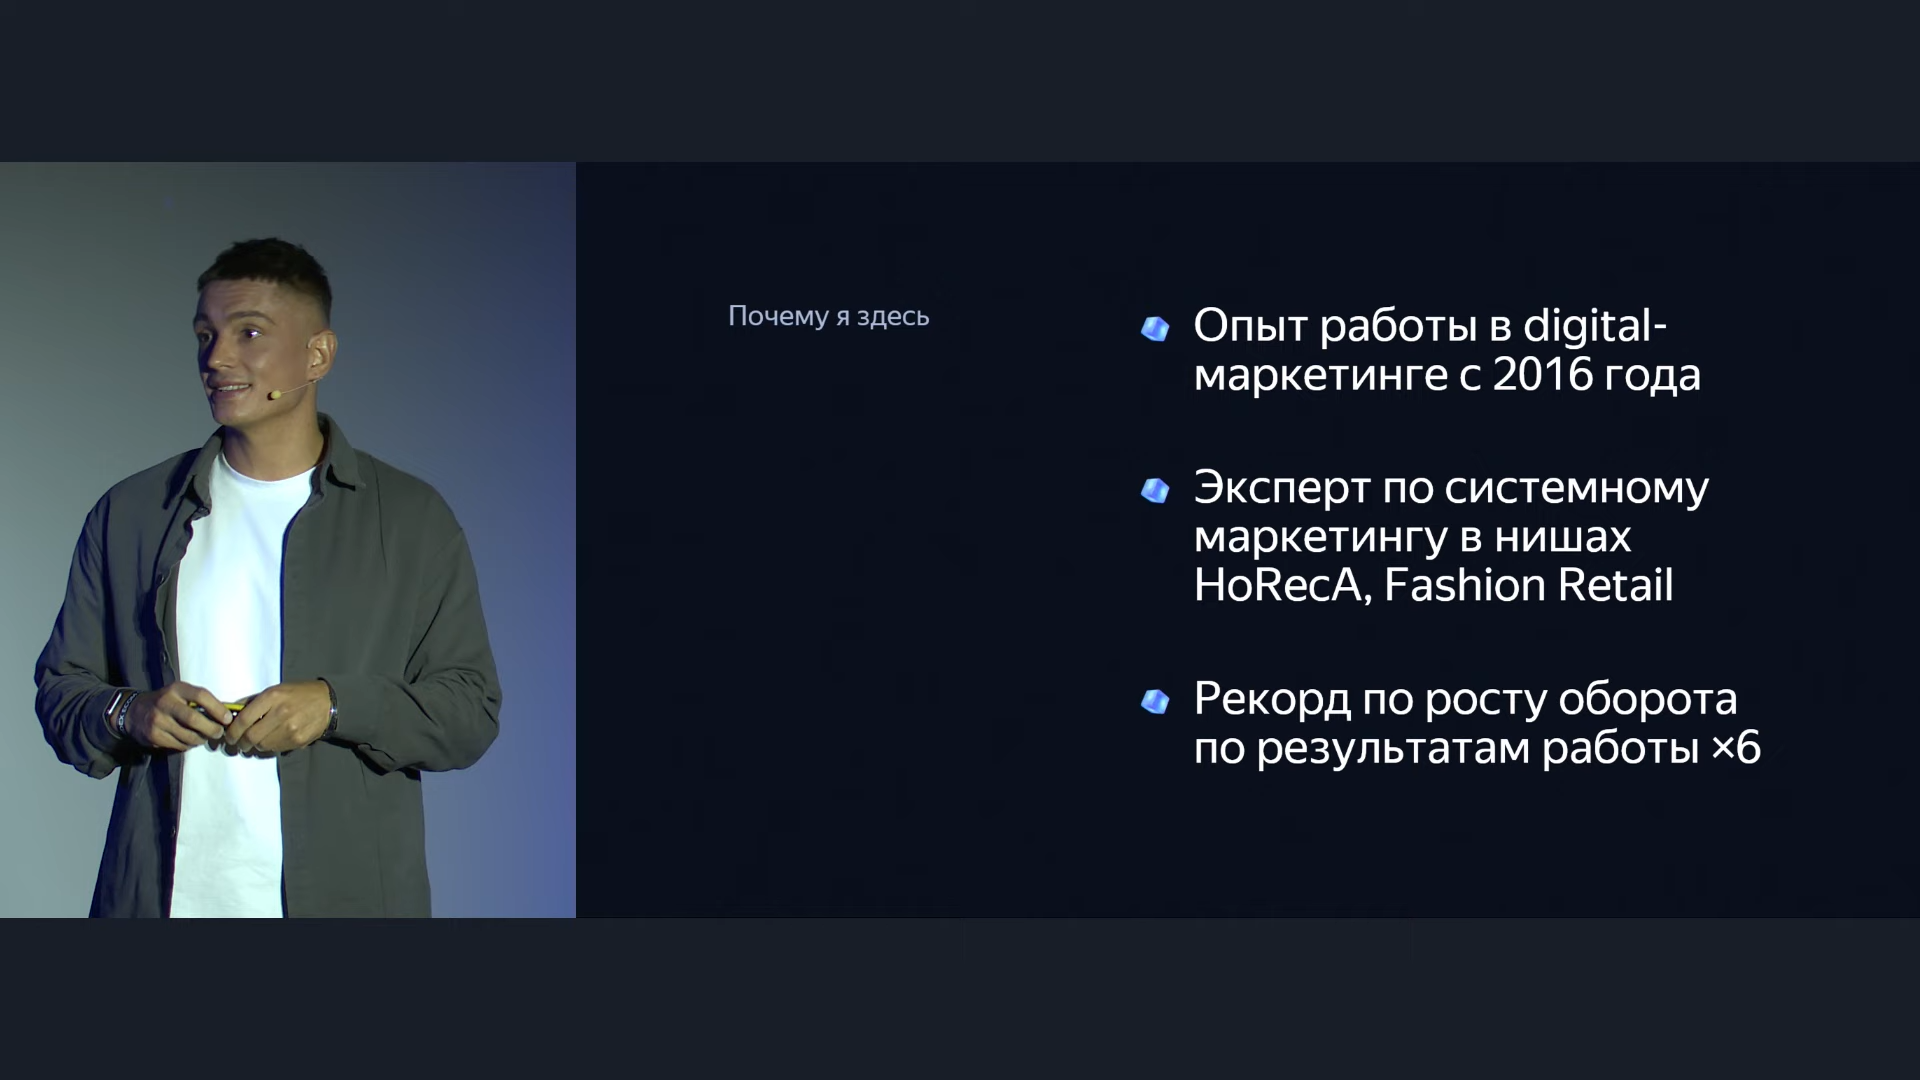 Почему я здесь
Опыт работы в digital-
маркетинге с 2016 года
Эксперт по системному
маркетингу в нишах
HoRecA, Fashion Retail
Рекорд по росту оборота
по результатам работы ×6